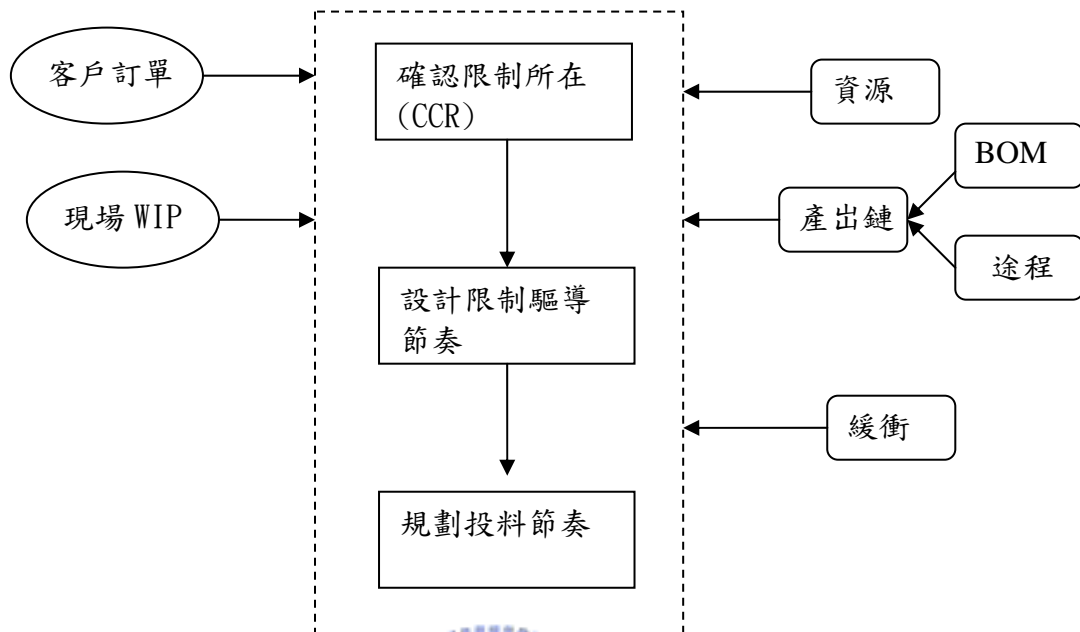 客戶訂單
現場 WIP
確認限制所在
(CCR)
設計限制驅導
節奏
規劃投料節奏
資源
BOM
產出鏈
途程
緩衝